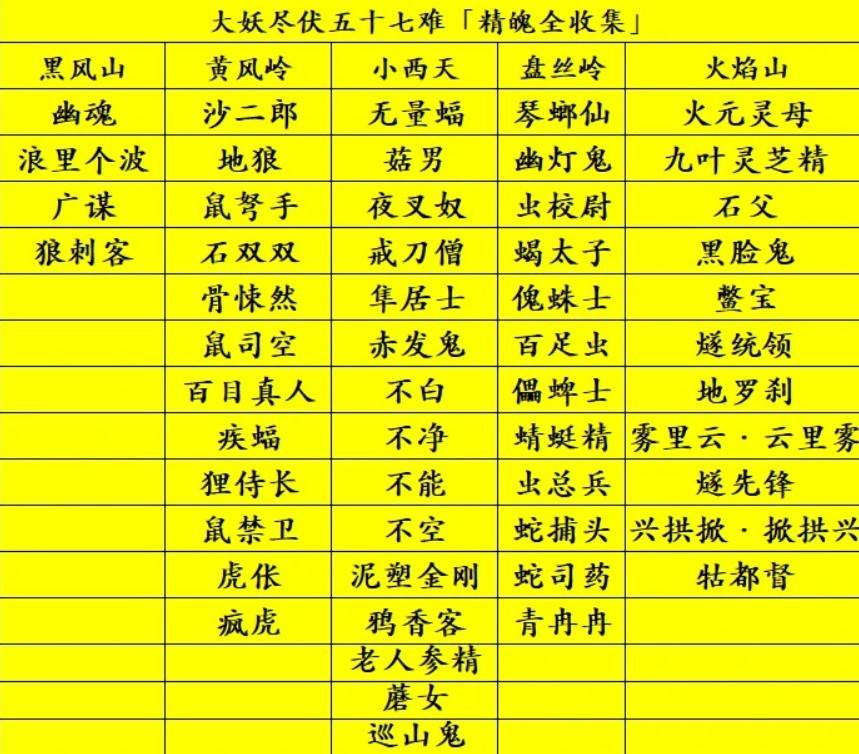 大妖尽伏五十七难「精魄全收集」
黑风山 黄风岭 小西天 盘丝岭 火焰山
幽魂 沙二郎 无量蝠 琴螂仙 火元灵母
浪里个波 地狼 菇男 幽灯鬼 九叶灵芝精
广谋 鼠弩手 夜叉奴 虫校尉 石父
狼刺客 石双双 戒刀僧 蝎太子 黑脸鬼
骨悚然 隼居士 傀蛛士 鳖宝
鼠司空 赤发鬼 百足虫 燧统领
百目真人 不白 儡蜱士 地罗刹
疾蝠 不净 蜻蜓精 雾里云·云里雾
狸侍长 不能 虫总兵 燧先锋
鼠禁卫 不空 蛇捕头 兴拱掀·掀拱兴
虎伥 泥塑金刚 蛇司药 牯都督
疯虎 鸦香客 青冉冉
老人参精
蘑女
巡山鬼